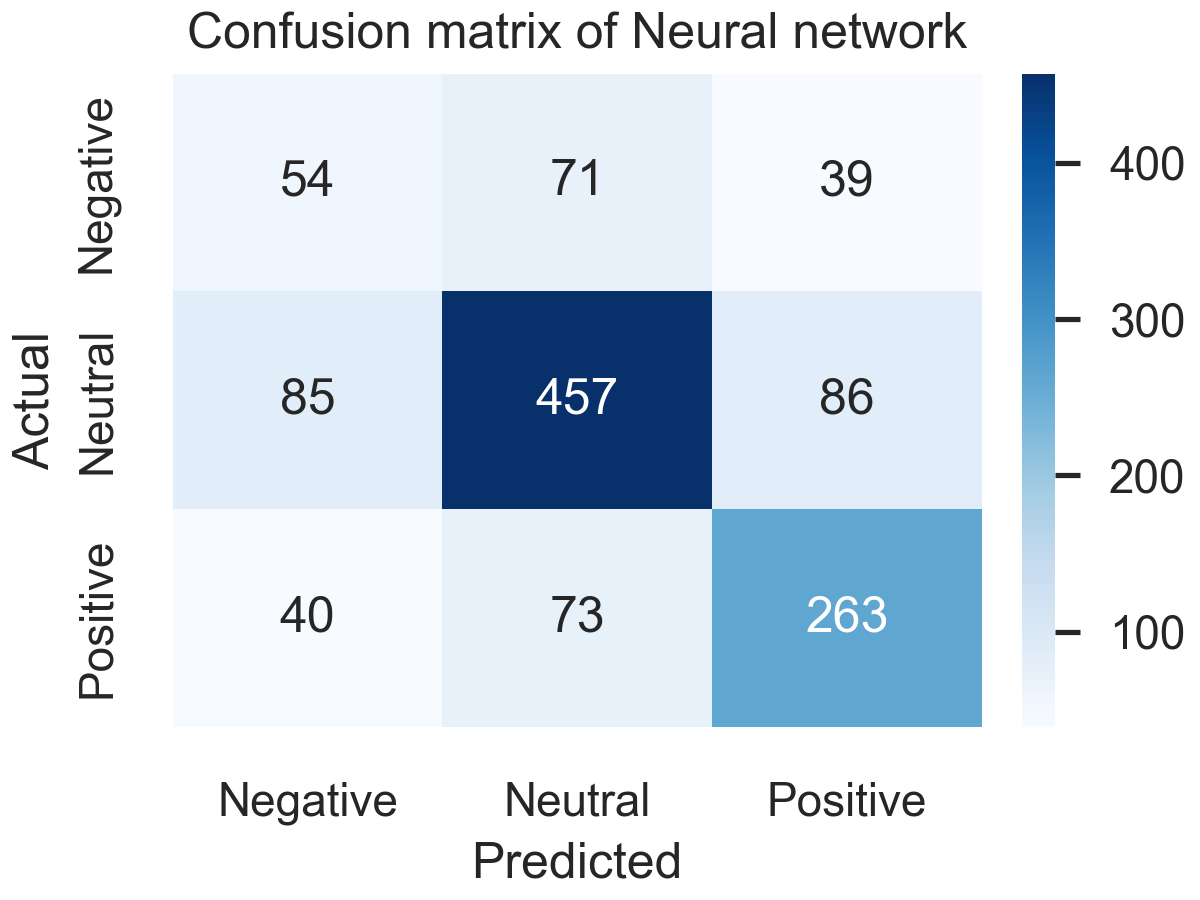 Confusion matrix of Neural network
Actual
Negative
54 71 39
Neutral
85 457 86
Positive
40 73 263
Negative Neutral Positive
Predicted
400
300
200
100